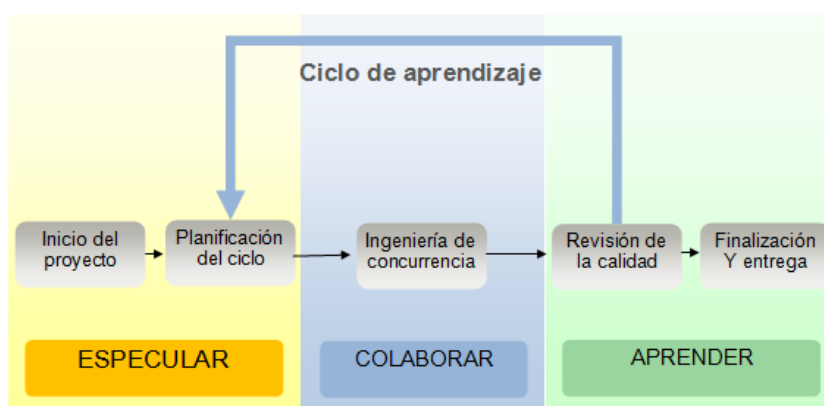 Ciclo de aprendizaje
Inicio del
proyecto
Planificación
del ciclo
Ingeniería de
concurrencia
Revisión de
la calidad
Finalización
Y entrega
ESPECULAR
COLABORAR
APRENDER